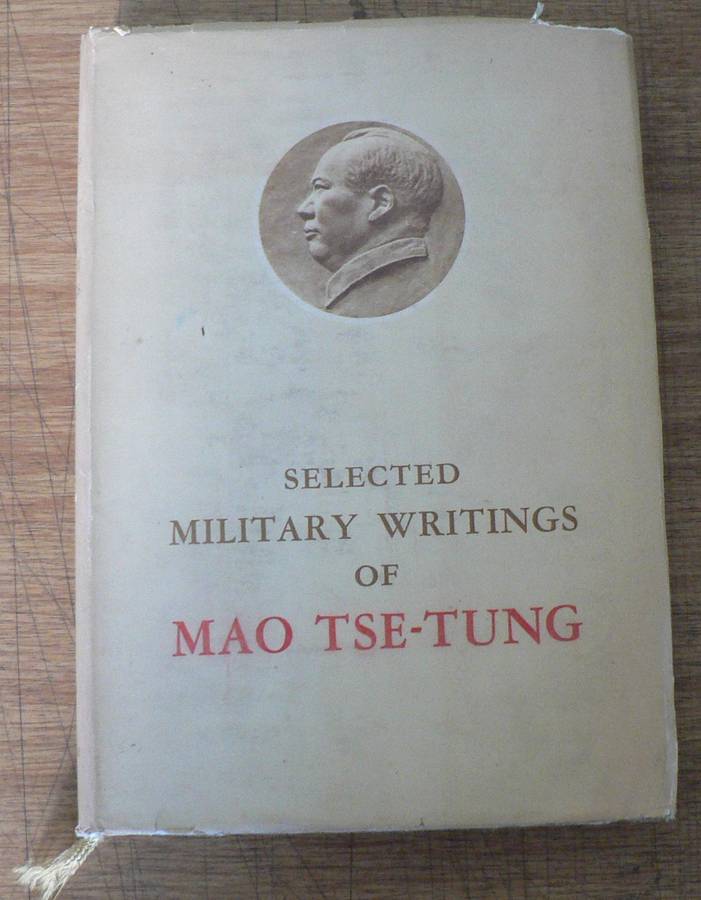 SELECTED
MILITARY WRITINGS
OF
MAO TSE-TUNG